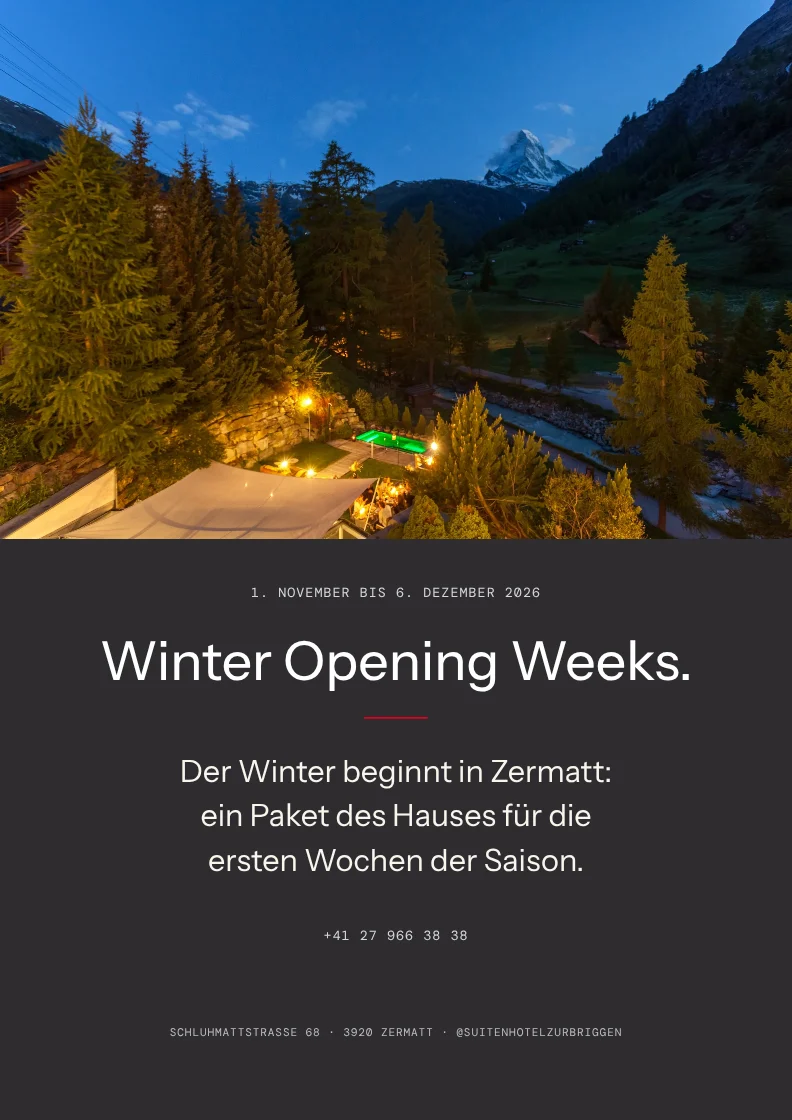 1. NOVEMBER BIS 6. DEZEMBER 2026
Winter Opening Weeks.
Der Winter beginnt in Zermatt:
ein Paket des Hauses für die
ersten Wochen der Saison.
+41 27 966 38 38
SCHLUHMATTSTRASSE 68 · 3920 ZERMATT · @SUITENHOTELZURBRIGGEN